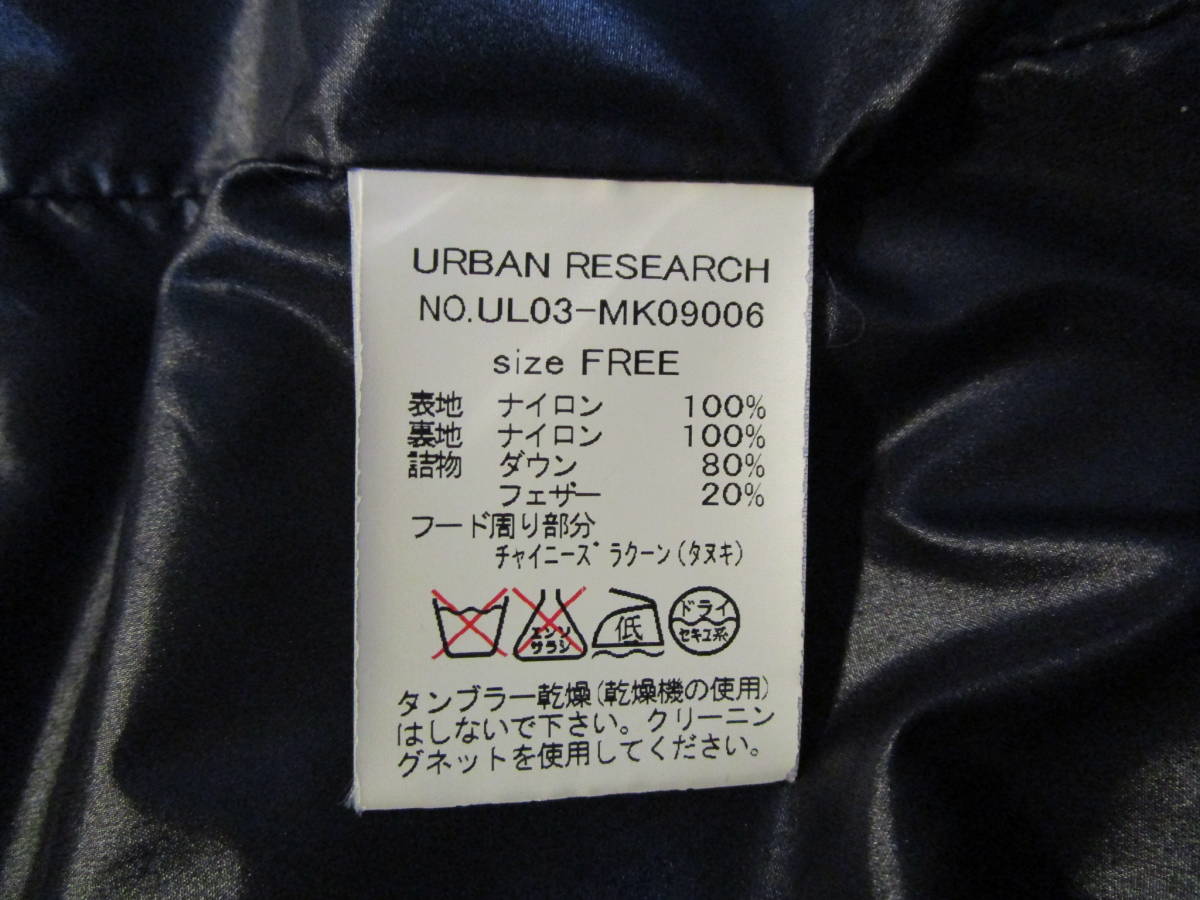 URBAN RESEARCH
NO.UL03-MK09006
size FREE
表地 ナイロン 100%
裏地 ナイロン 100%
詰物 ダウン 80%
フェザー 20%
フード周り部分
チャイニーズ ラクーン(タヌキ)
エンソ
サラシ
低
ドライ
セキユ系
タンブラー乾燥(乾燥機の使用)
はしないで下さい。クリーニン
グネットを使用してください。